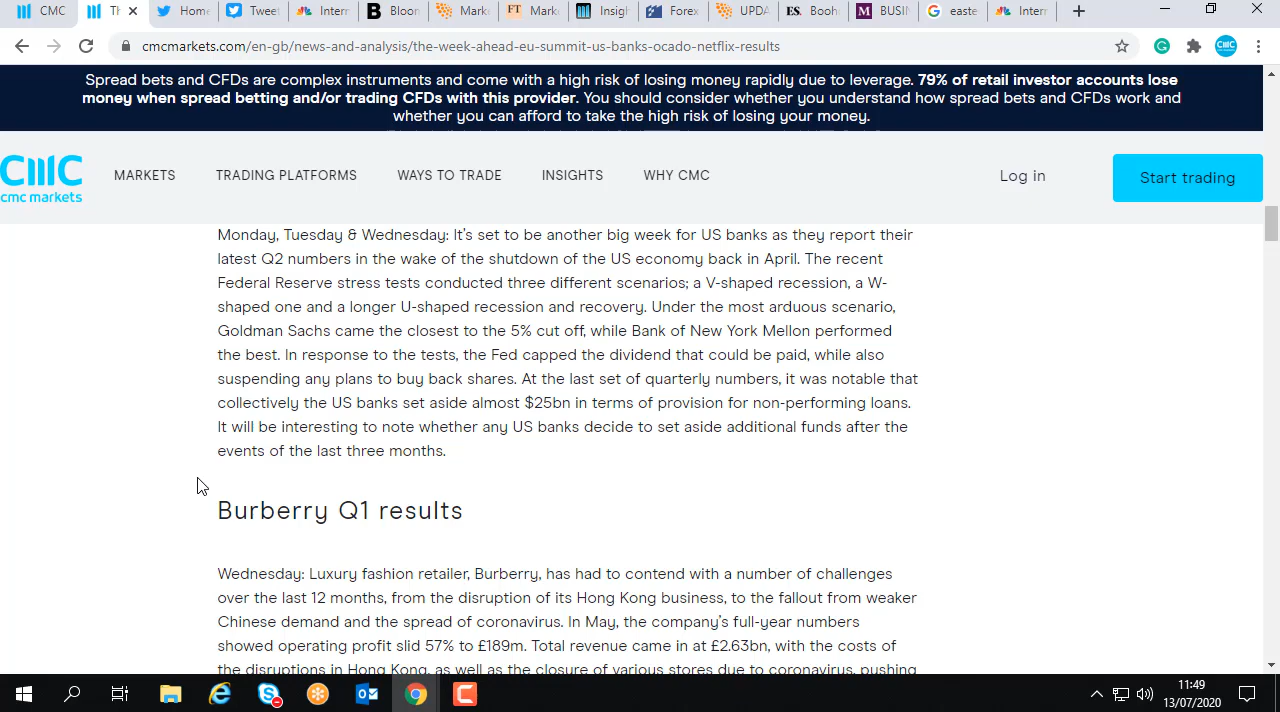 CMC
Th
Home
Tweet
Intern
Bloon
Marke
FT Mark
Insigh
Forex
UPDA
ES. Booh
M BUSIN
easte
Intern
cmcmarkets.com/en-gb/news-and-analysis/the-week-ahead-eu-summit-us-banks-ocado-netflix-results
Spread bets and CFDs are complex instruments and come with a high risk of losing money rapidly due to leverage. 79% of retail investor accounts lose
money when spread betting and/or trading CFDs with this provider. You should consider whether you understand how spread bets and CFDs work and
whether you can afford to take the high risk of losing your money.
cmc markets
MARKETS
TRADING PLATFORMS
WAYS TO TRADE
INSIGHTS
WHY CMC
Log in
Start trading
Monday, Tuesday & Wednesday: It's set to be another big week for US banks as they report their
latest Q2 numbers in the wake of the shutdown of the US economy back in April. The recent
Federal Reserve stress tests conducted three different scenarios; a V-shaped recession, a W-
shaped one and a longer U-shaped recession and recovery. Under the most arduous scenario,
Goldman Sachs came the closest to the 5% cut off, while Bank of New York Mellon performed
the best. In response to the tests, the Fed capped the dividend that could be paid, while also
suspending any plans to buy back shares. At the last set of quarterly numbers, it was notable that
collectively the US banks set aside almost $25bn in terms of provision for non-performing loans.
It will be interesting to note whether any US banks decide to set aside additional funds after the
events of the last three months.
Burberry Q1 results
Wednesday: Luxury fashion retailer, Burberry, has had to contend with a number of challenges
over the last 12 months, from the disruption of its Hong Kong business, to the fallout from weaker
Chinese demand and the spread of coronavirus. In May, the company's full-year numbers
showed operating profit slid 57% to £189m. Total revenue came in at £2.63bn, with the costs of
the disruptions in Hong Kong, as well as the closure of various stores due to coronavirus, pushing
11:49
13/07/2020